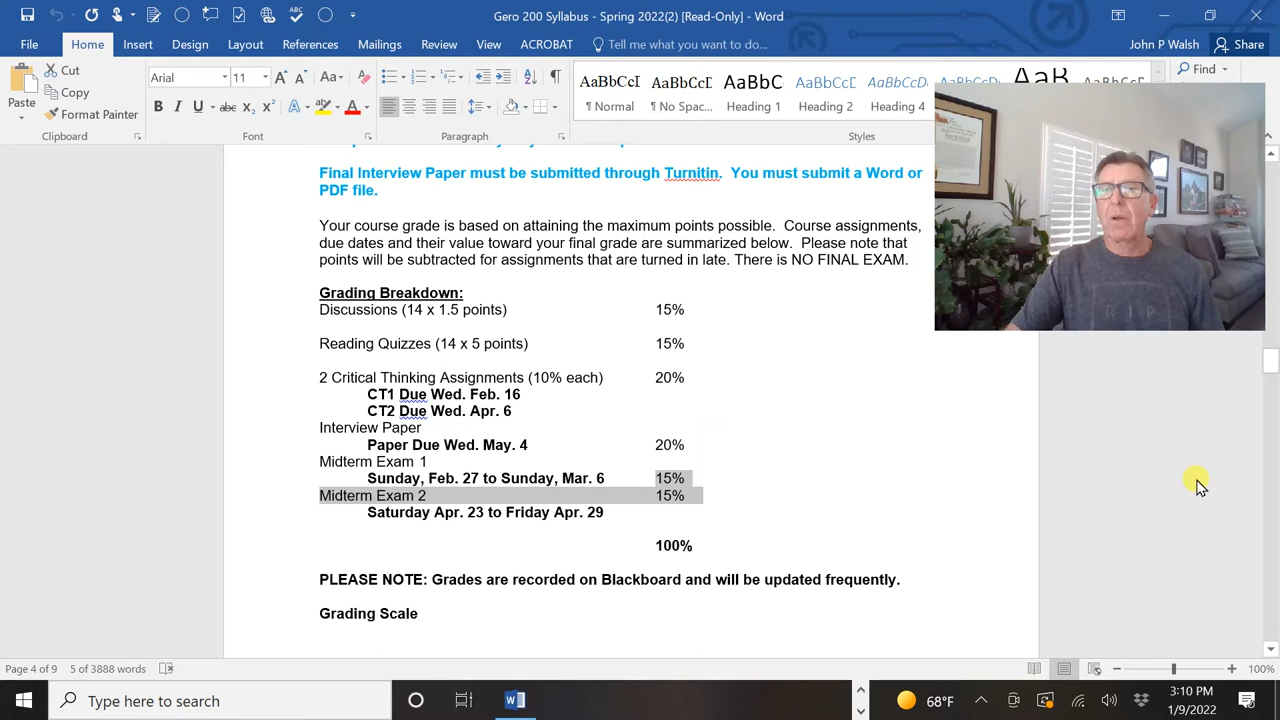 Gero 200 Syllabus - Spring 2022(2) [Read-Only] - Word
File Home Insert Design Layout References Mailings Review View ACROBAT Tell me what you want to do... John P Walsh Share
Paste Cut Copy Format Painter
Arial 11
AaBbCcI AaBbCcD AaBbC AaBbCcD AaBbCcD AaB Find
¶ Normal ¶ No Spac... Heading 1 Heading 2 Heading 4
Clipboard Font Paragraph Styles
Final Interview Paper must be submitted through Turnitin. You must submit a Word or
PDF file.
Your course grade is based on attaining the maximum points possible. Course assignments,
due dates and their value toward your final grade are summarized below. Please note that
points will be subtracted for assignments that are turned in late. There is NO FINAL EXAM.
Grading Breakdown:
Discussions (14 x 1.5 points) 15%
Reading Quizzes (14 x 5 points) 15%
2 Critical Thinking Assignments (10% each) 20%
CT1 Due Wed. Feb. 16
CT2 Due Wed. Apr. 6
Interview Paper
Paper Due Wed. May. 4 20%
Midterm Exam 1
Sunday, Feb. 27 to Sunday, Mar. 6 15%
Midterm Exam 2 15%
Saturday Apr. 23 to Friday Apr. 29
100%
PLEASE NOTE: Grades are recorded on Blackboard and will be updated frequently.
Grading Scale
Page 4 of 9 5 of 3888 words 100%
Type here to search 68°F 3:10 PM
1/9/2022